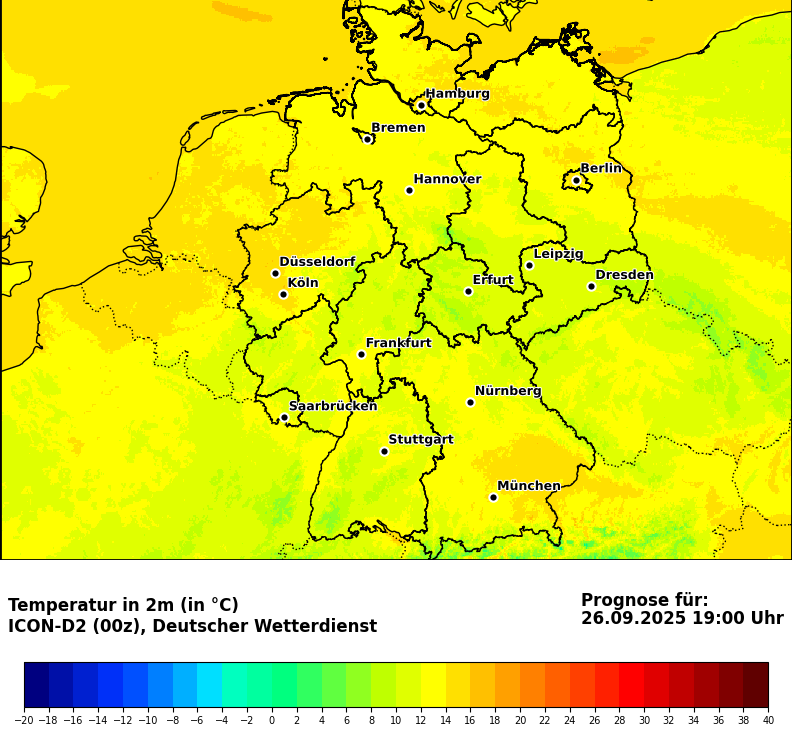 Hamburg
Bremen
Berlin
Hannover
Leipzig
Düsseldorf
Dresden
Köln
Erfurt
Frankfurt
Nürnberg
Saarbrücken
Stuttgart
München
Temperatur in 2m (in °C)
ICON-D2 (00z), Deutscher Wetterdienst
Prognose für:
26.09.2025 19:00 Uhr
−20 −18 −16 −14 −12 −10 −8 −6 −4 −2 0 2 4 6 8 10 12 14 16 18 20 22 24 26 28 30 32 34 36 38 40